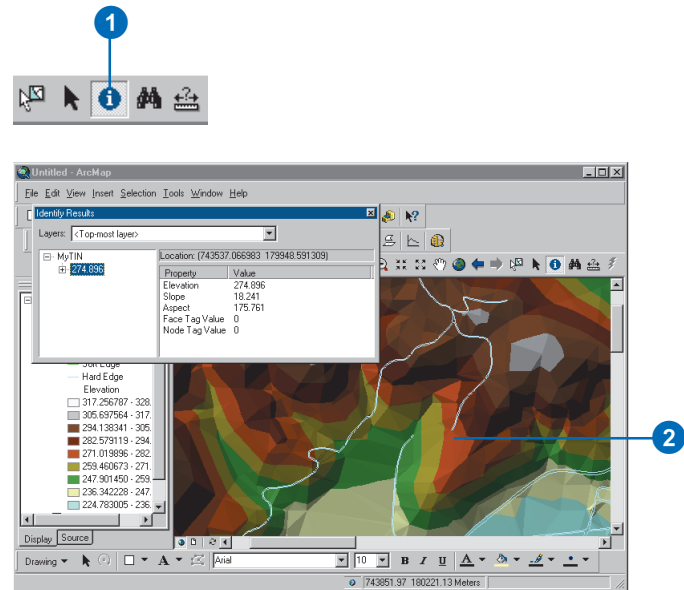 1
Untitled - ArcMap
File Edit View Insert Selection Tools Window Help
Identify Results
Layers: <Top-most layer>
MyTIN
274.896
Location: (743537.066983 179948.591309)
Property Value
Elevation 274.896
Slope 18.241
Aspect 175.761
Face Tag Value 0
Node Tag Value 0
Soft Edge
Hard Edge
Elevation
317.256787 - 328.
305.697564 - 317.
294.138341 - 305.
282.579119 - 294.
271.019896 - 282.
259.460673 - 271.
247.901450 - 259.
236.342228 - 247.
224.783005 - 236.
2
Display Source
Drawing A Arial 10 B I U A
743851.97 180221.13 Meters